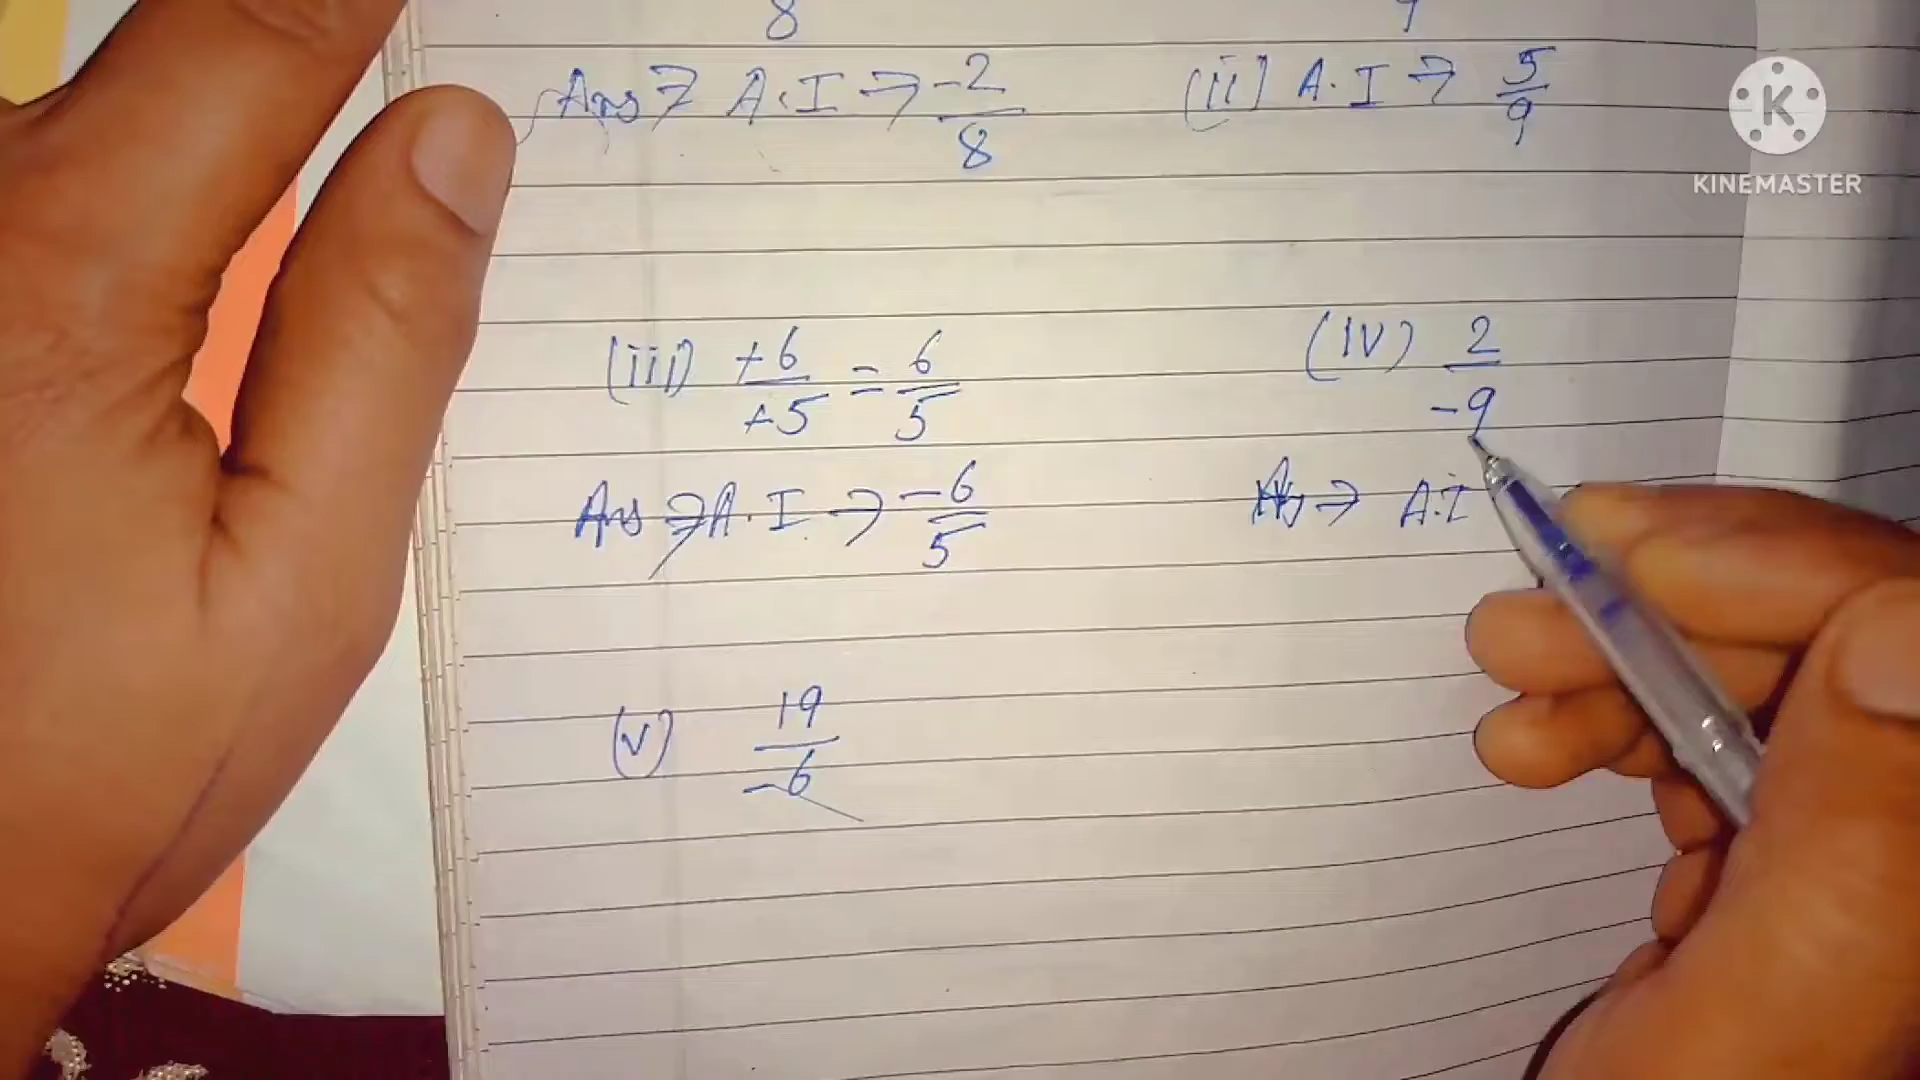 8 9
Ans ⇒ A.I ⇒ -2/8 (ii) A.I ⇒ 5/9
KINEMASTER
(iii) +6/+5 = 6/5 (iv) 2/-9
Ans ⇒ A.I ⇒ -6/5 Ans ⇒ A.I
(v) 19/-6